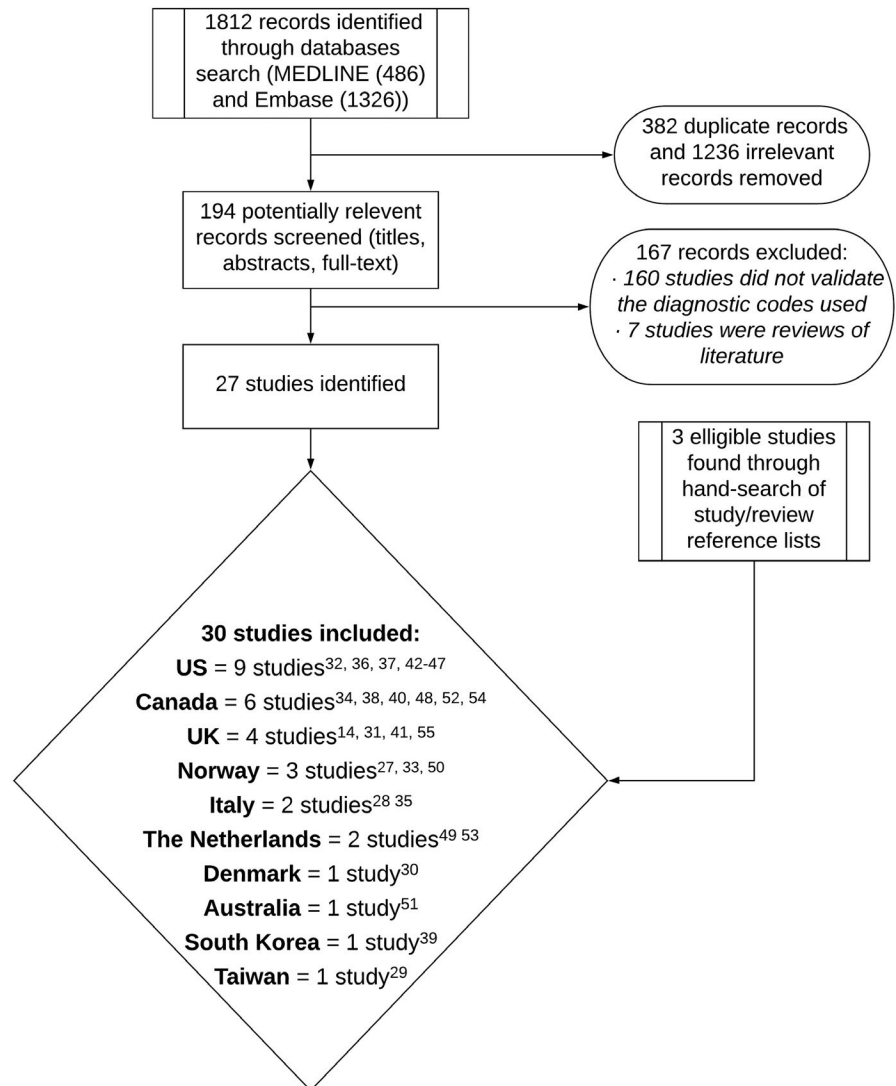 1812 records identified
through databases
search (MEDLINE (486)
and Embase (1326))
382 duplicate records
and 1236 irrelevant
records removed
194 potentially relevent
records screened (titles,
abstracts, full-text)
167 records excluded:
· 160 studies did not validate
the diagnostic codes used
· 7 studies were reviews of
literature
27 studies identified
3 elligible studies
found through
hand-search of
study/review
reference lists
30 studies included:
US = 9 studies32, 36, 37, 42-47
Canada = 6 studies34, 38, 40, 48, 52, 54
UK = 4 studies14, 31, 41, 55
Norway = 3 studies27, 33, 50
Italy = 2 studies28 35
The Netherlands = 2 studies49 53
Denmark = 1 study30
Australia = 1 study51
South Korea = 1 study39
Taiwan = 1 study29